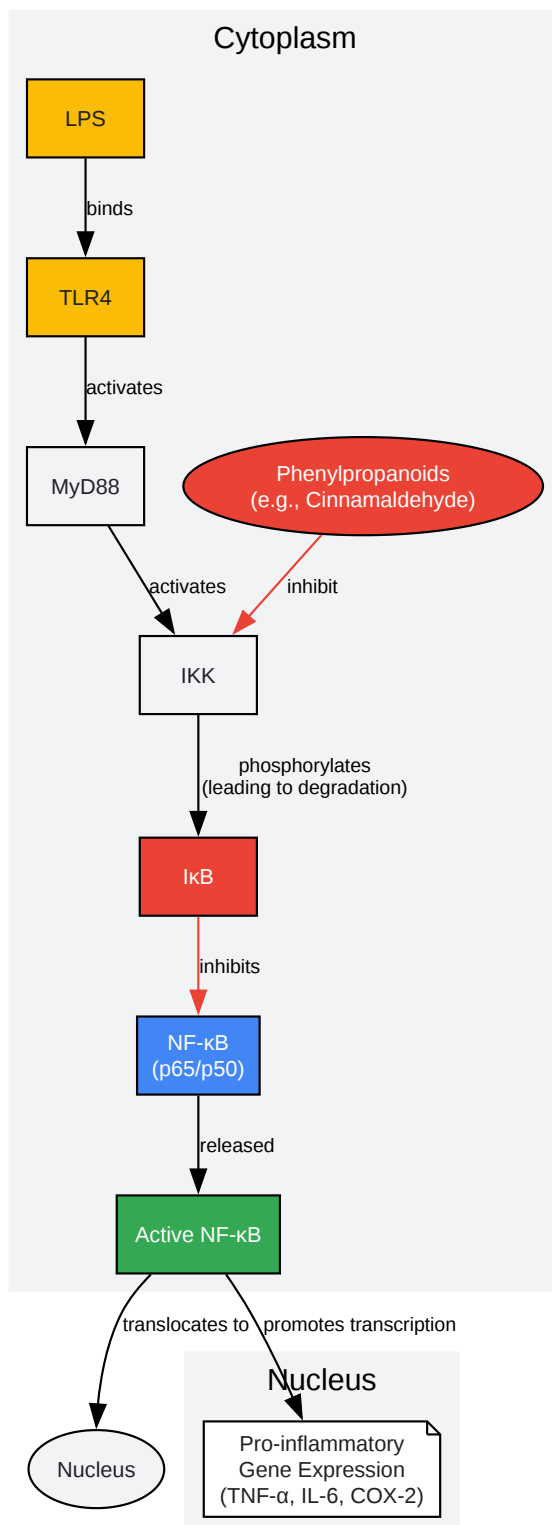 Cytoplasm
LPS
binds
TLR4
activates
MyD88
Phenylpropanoids
(e.g., Cinnamaldehyde)
activates
inhibit
IKK
phosphorylates
(leading to degradation)
IκB
inhibits
NF-κB
(p65/p50)
released
Active NF-κB
translocates to
promotes transcription
Nucleus
Nucleus
Pro-inflammatory
Gene Expression
(TNF-α, IL-6, COX-2)